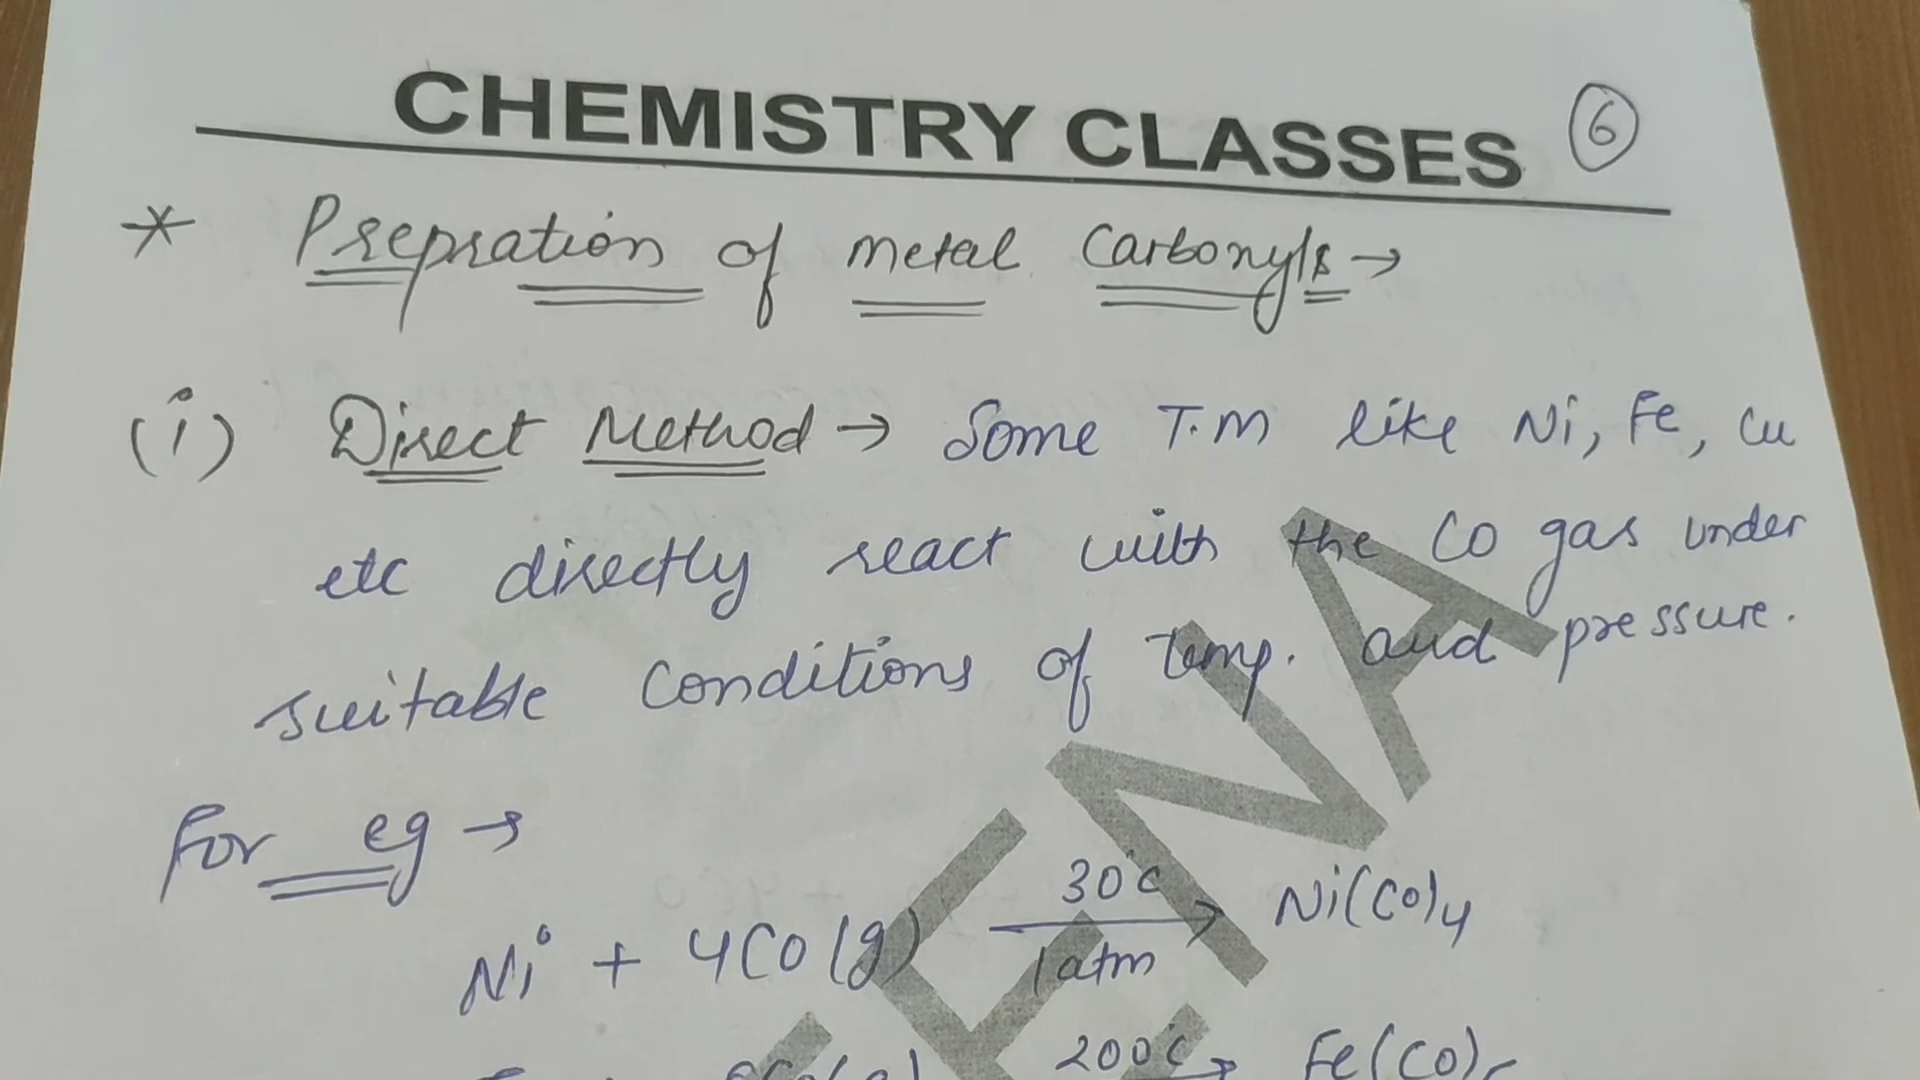 CHEMISTRY CLASSES 6
* Prepration of metal Carbonyls →
(i) Direct Method → Some T.M like Ni, Fe, Cu
etc directly react with the CO gas under
suitable conditions of temp. and pressure.
For eg →
Ni + 4CO(g) 30°C 1atm → Ni(CO)4
200°C → Fe(CO)